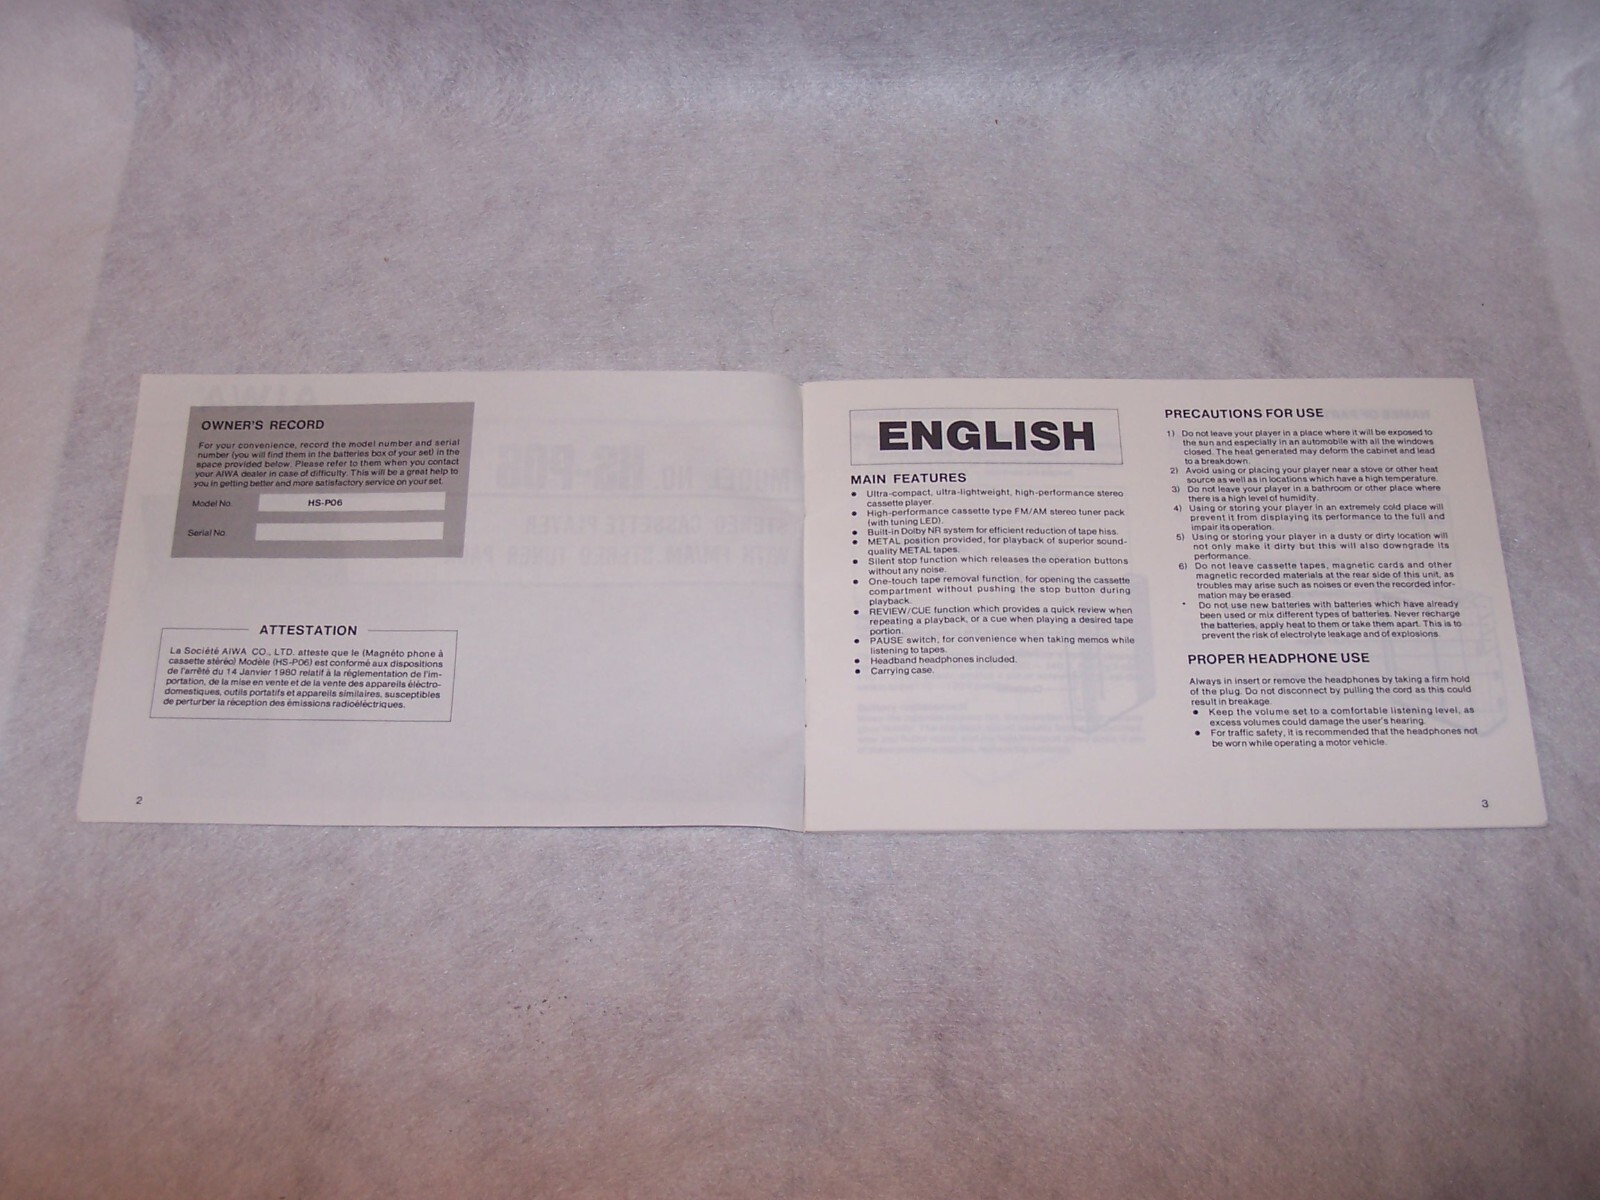 OWNER'S RECORD
For your convenience, record the model number and serial
number (you will find them in the batteries box of your set) in the
space provided below. Please refer to them when you contact
your AIWA dealer in case of difficulty. This will be a great help to
you in getting better and more satisfactory service on your set.
Model No. HS-P06
Serial No.
ATTESTATION
La Société AIWA CO., LTD. atteste que le (Magnéto phone à
cassette stéréo) Modèle (HS-P06) est conformé aux dispositions
de l'arrêté du 14 Janvier 1980 relatif à la réglementation de l'im-
portation, de la mise en vente et de la vente des appareils éléctro-
domestiques, outils portatifs et appareils similaires, susceptibles
de perturber la réception des émissions radioéléctriques.
2
ENGLISH
MAIN FEATURES
● Ultra-compact, ultra-lightweight, high-performance stereo
cassette player.
● High-performance cassette type FM/AM stereo tuner pack
(with tuning LED).
● Built-in Dolby NR system for efficient reduction of tape hiss.
● METAL position provided, for playback of superior sound-
quality METAL tapes.
● Silent stop function which releases the operation buttons
without any noise.
● One-touch tape removal function, for opening the cassette
compartment without pushing the stop button during
playback.
● REVIEW/CUE function which provides a quick review when
repeating a playback, or a cue when playing a desired tape
portion.
● PAUSE switch, for convenience when taking memos while
listening to tapes.
● Headband headphones included.
● Carrying case.
PRECAUTIONS FOR USE
1) Do not leave your player in a place where it will be exposed to
the sun and especially in an automobile with all the windows
closed. The heat generated may deform the cabinet and lead
to a breakdown.
2) Avoid using or placing your player near a stove or other heat
source as well as in locations which have a high temperature.
3) Do not leave your player in a bathroom or other place where
there is a high level of humidity.
4) Using or storing your player in an extremely cold place will
prevent it from displaying its performance to the full and
impair its operation.
5) Using or storing your player in a dusty or dirty location will
not only make it dirty but this will also downgrade its
performance.
6) Do not leave cassette tapes, magnetic cards and other
magnetic recorded materials at the rear side of this unit, as
troubles may arise such as noises or even the recorded infor-
mation may be erased.
• Do not use new batteries with batteries which have already
been used or mix different types of batteries. Never recharge
the batteries, apply heat to them or take them apart. This is to
prevent the risk of electrolyte leakage and of explosions.
PROPER HEADPHONE USE
Always in insert or remove the headphones by taking a firm hold
of the plug. Do not disconnect by pulling the cord as this could
result in breakage.
● Keep the volume set to a comfortable listening level, as
excess volumes could damage the user's hearing.
● For traffic safety, it is recommended that the headphones not
be worn while operating a motor vehicle.
3